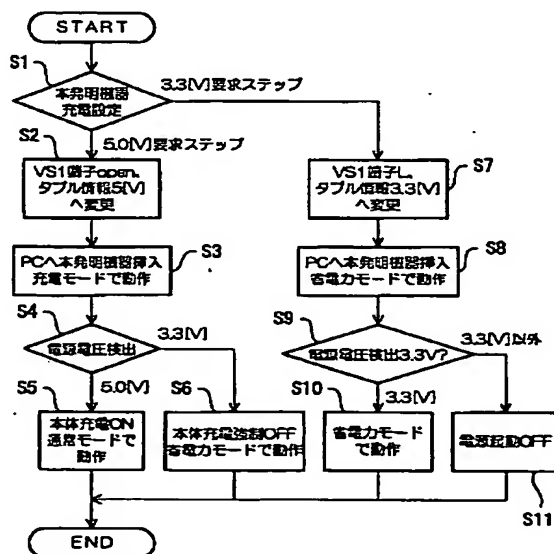 START
S1
本発明機器
充電設定
3.3[V]要求ステップ
5.0[V]要求ステップ
S2
VS1端子open、
タプル情報5[V]
へ変更
S7
VS1端子L、
タプル情報3.3[V]
へ変更
S3
PCへ本発明機器挿入
充電モードで動作
S8
PCへ本発明機器挿入
省電力モードで動作
S4
電源電圧検出
3.3[V]
5.0[V]
S9
電源電圧検出3.3V?
3.3[V]以外
3.3[V]
S5
本体充電ON
通常モードで
動作
S6
本体充電強制OFF
省電力モードで動作
S10
省電力モード
で動作
電源起動OFF
S11
END